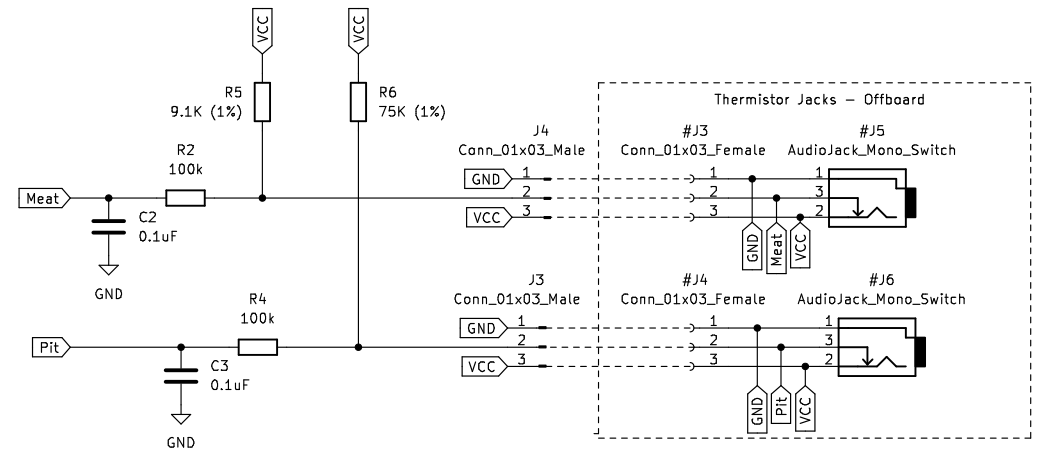 VCC
VCC
R5
9.1K (1%)
R6
75K (1%)
Thermistor Jacks – Offboard
R2
100k
J4
Conn_01x03_Male
#J3
Conn_01x03_Female
#J5
AudioJack_Mono_Switch
GND 1 1 1
Meat 2 2 3
VCC 3 3 2
C2
0.1uF
GND
GND
Meat
VCC
R4
100k
J3
Conn_01x03_Male
#J4
Conn_01x03_Female
#J6
AudioJack_Mono_Switch
GND 1 1 1
Pit 2 2 3
VCC 3 3 2
C3
0.1uF
GND
GND
Pit
VCC